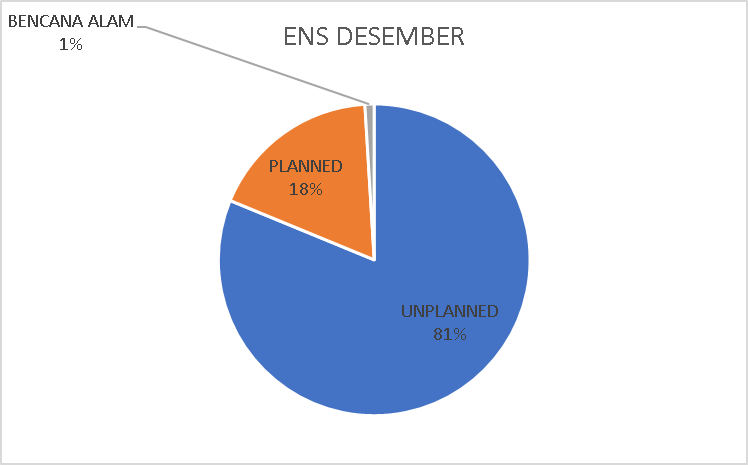 ENS DESEMBER
BENCANA ALAM
1%
PLANNED
18%
UNPLANNED
81%